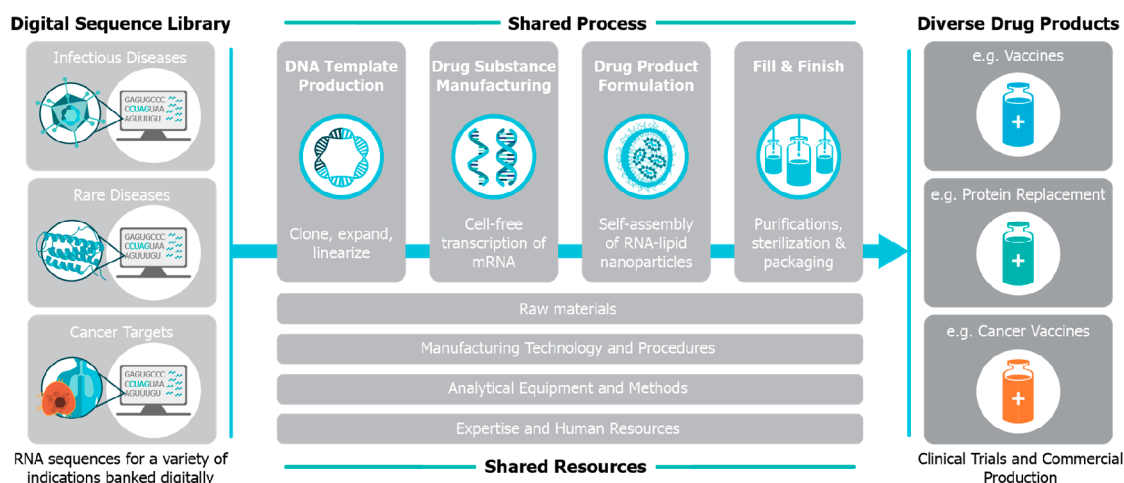 Digital Sequence Library
Infectious Diseases
GAGUGCCC
CCUAGUAA
AGUUUGU
Rare Diseases
GAGUGCCC
CCUAGUAA
AGUUUGU
Cancer Targets
GAGUGCCC
CCUAGUAA
AGUUUGU
RNA sequences for a variety of
indications banked digitally
Shared Process
DNA Template
Production
Clone, expand,
linearize
Drug Substance
Manufacturing
Cell-free
transcription of
mRNA
Drug Product
Formulation
Self-assembly
of RNA-lipid
nanoparticles
Fill & Finish
Purifications,
sterilization &
packaging
Raw materials
Manufacturing Technology and Procedures
Analytical Equipment and Methods
Expertise and Human Resources
Shared Resources
Diverse Drug Products
e.g. Vaccines
e.g. Protein Replacement
e.g. Cancer Vaccines
Clinical Trials and Commercial
Production